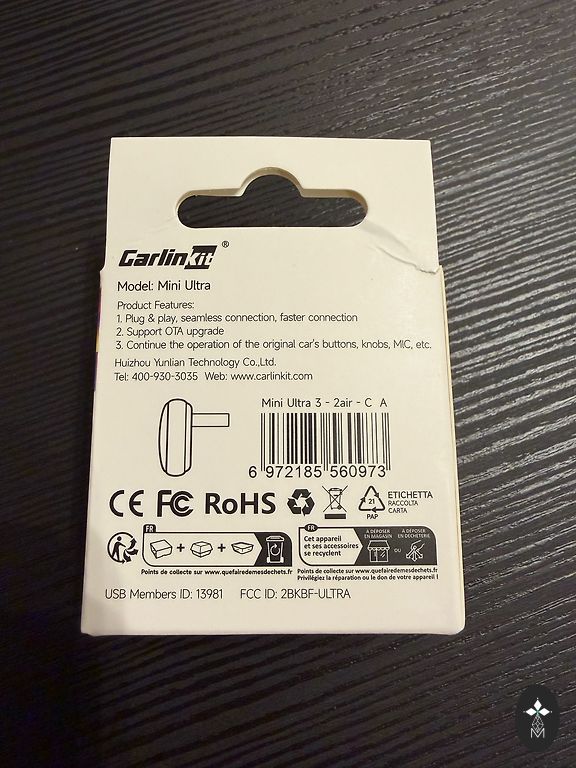 Carlinkit®
Model: Mini Ultra
Product Features:
1. Plug & play, seamless connection, faster connection
2. Support OTA upgrade
3. Continue the operation of the original car's buttons, knobs, MIC, etc.
Huizhou Yunlian Technology Co.,Ltd.
Tel: 400-930-3035 Web: www.carlinkit.com
Mini Ultra 3 - 2air - C A
6 972185 560973
CE FC RoHS
21
PAP
ETICHETTA
RACCOLTA
CARTA
FR
Points de collecte sur www.quefairedemesdechets.fr
FR
Cet appareil
et ses accessoires
se recyclent
À DÉPOSER
EN MAGASIN
OU
À DÉPOSER
EN DÉCHÈTERIE
Points de collecte sur www.quefairedemesdechets.fr
Privilégiez la réparation ou le don de votre appareil !
USB Members ID: 13981 FCC ID: 2BKBF-ULTRA
M